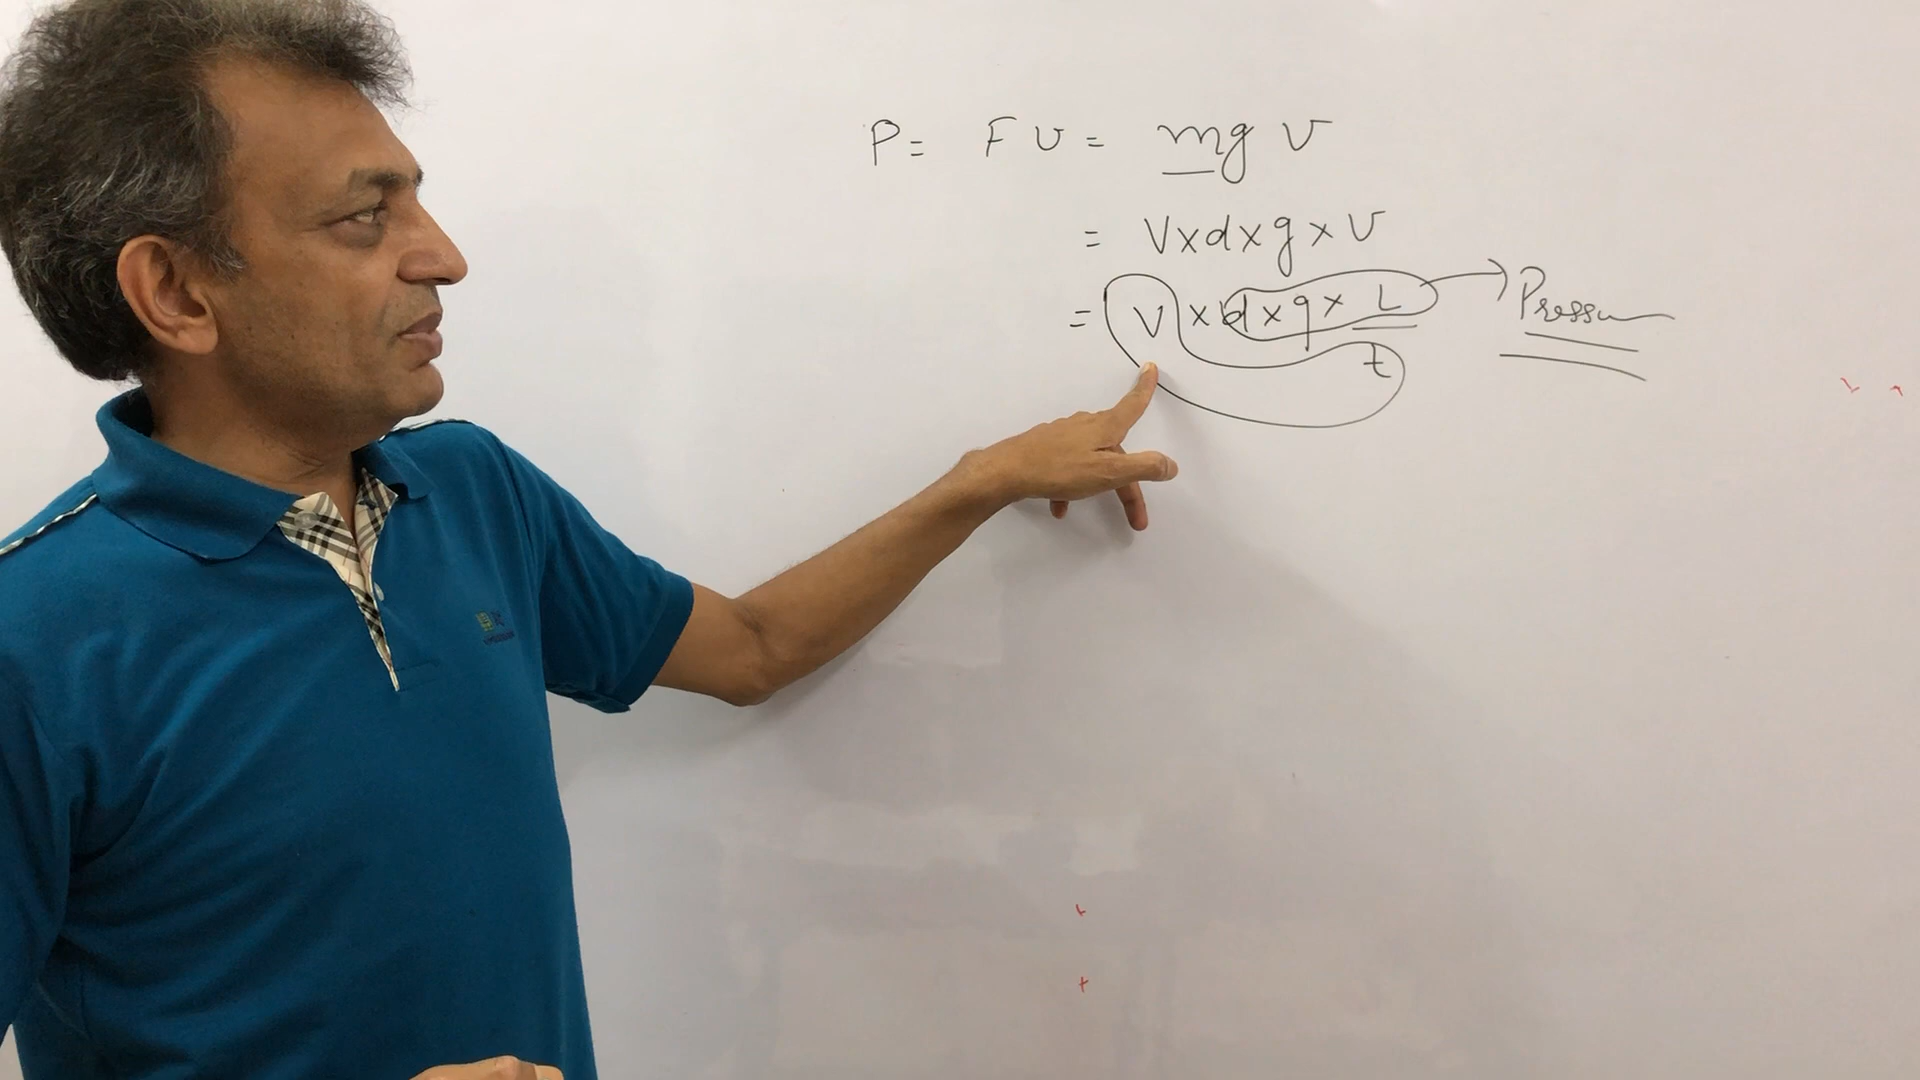 P = F v = mg v
= V x d x g x v
= V x d x g x L → Pressu
t